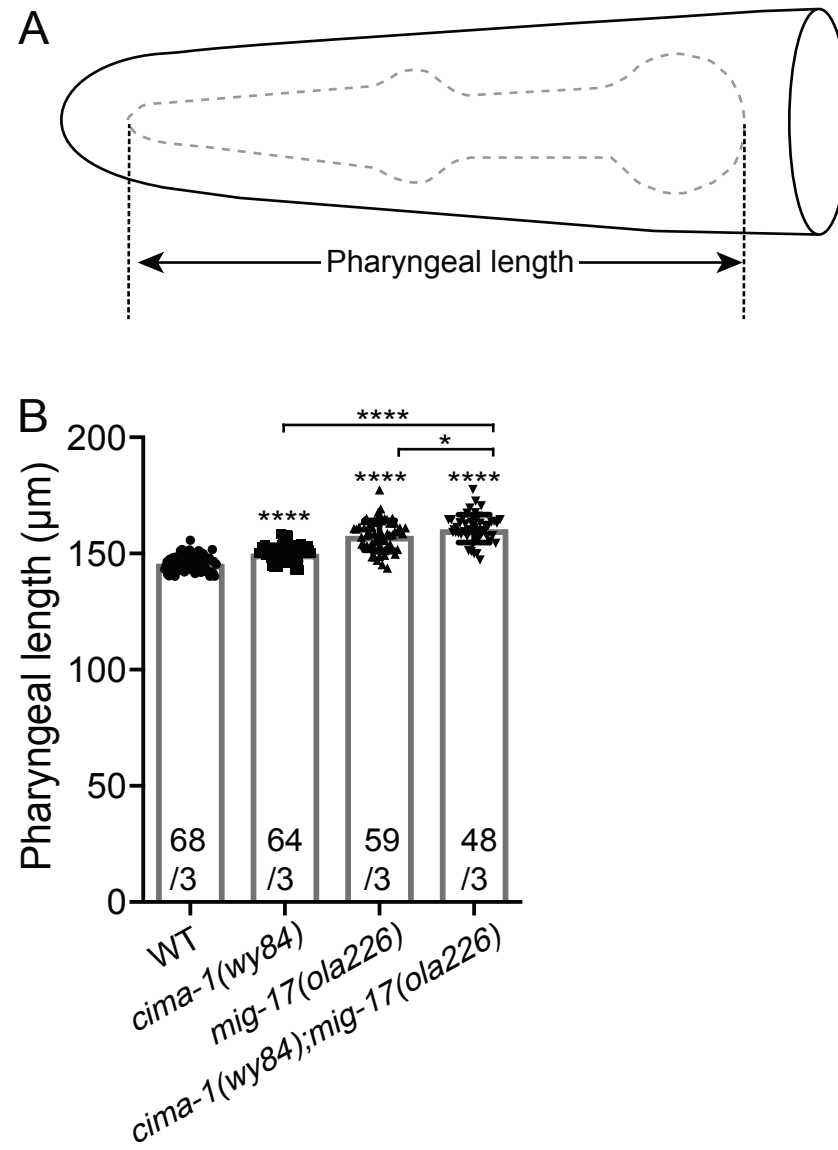 A
Pharyngeal length
B
Pharyngeal length (μm)
200
150
100
50
0
****
*
****
****
****
68
/3
64
/3
59
/3
48
/3
WT
cima-1(wy84)
mig-17(ola226)
cima-1(wy84);mig-17(ola226)